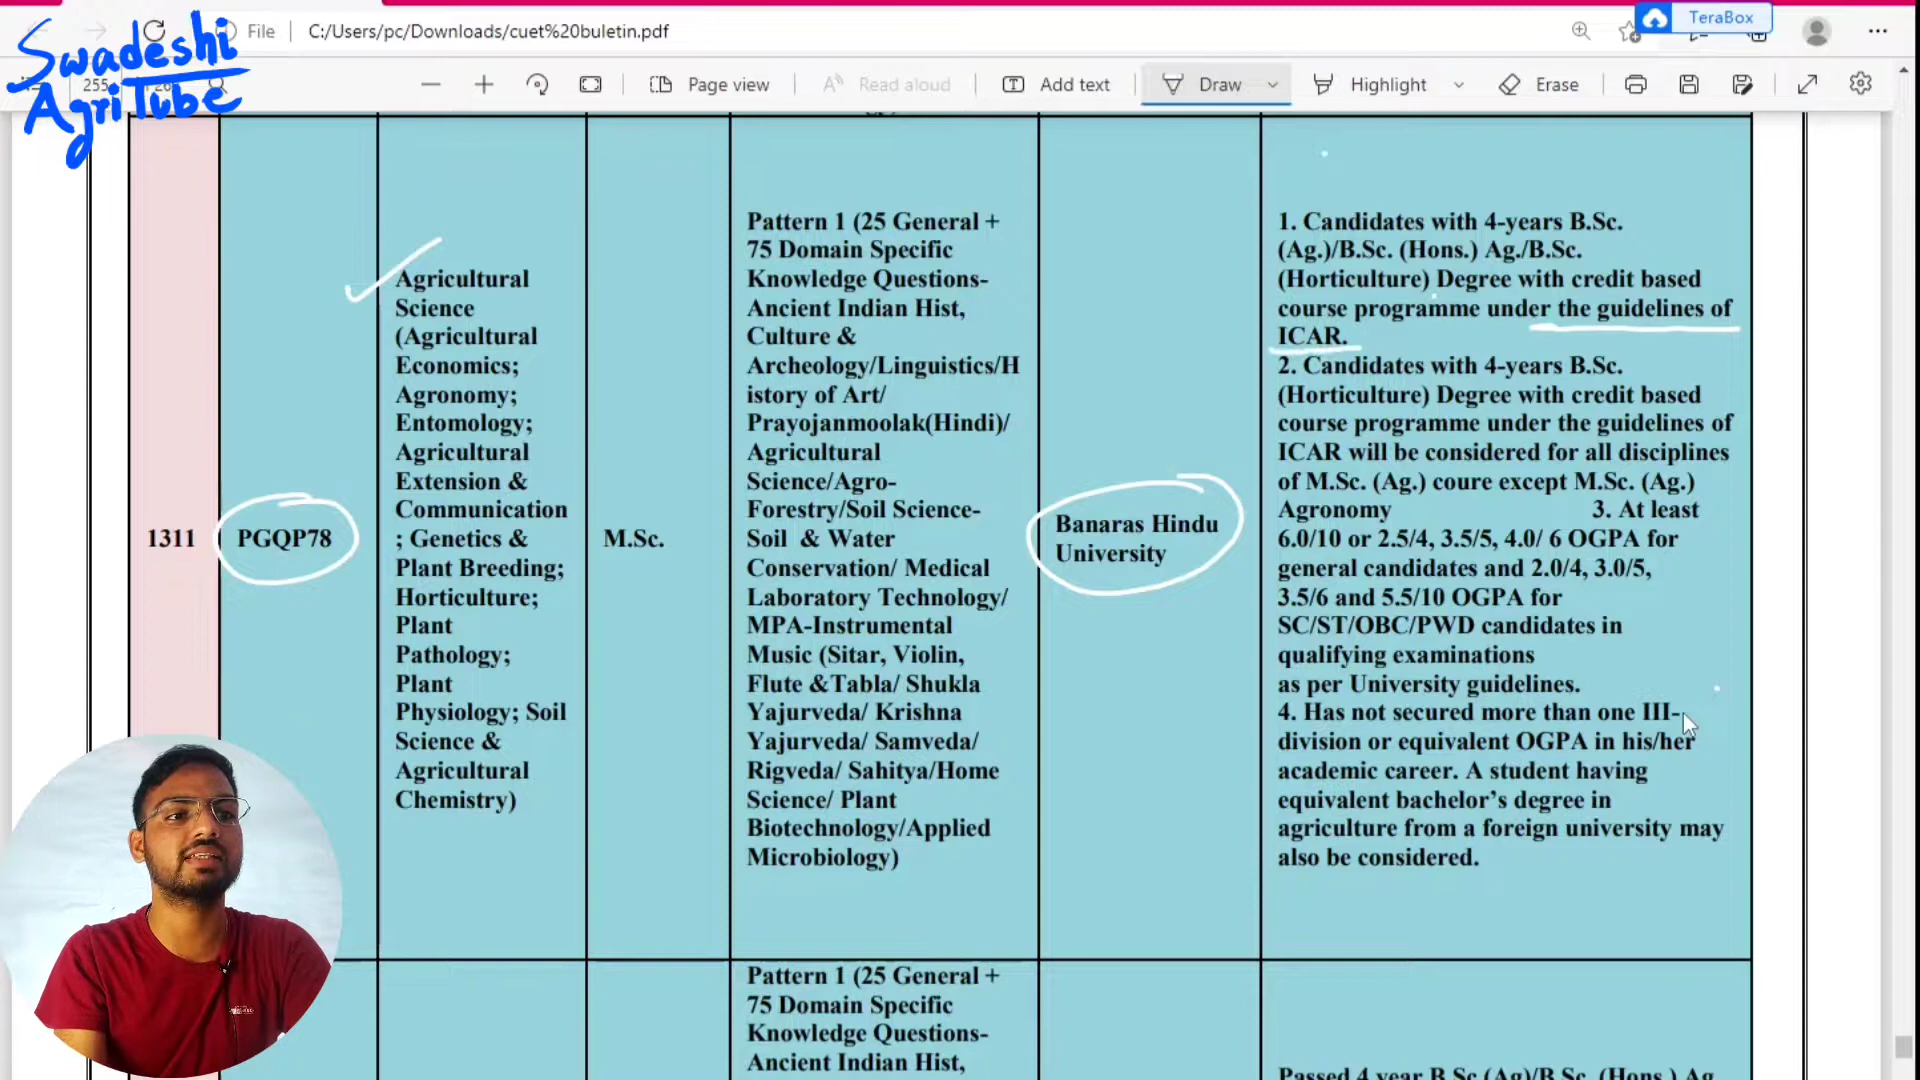 Swadeshi
AgriTube
File
C:/Users/pc/Downloads/cuet%20buletin.pdf
TeraBox
255
Page view
Read aloud
Add text
Draw
Highlight
Erase
1311
PGQP78
Agricultural
Science
(Agricultural
Economics;
Agronomy;
Entomology;
Agricultural
Extension &
Communication
; Genetics &
Plant Breeding;
Horticulture;
Plant
Pathology;
Plant
Physiology; Soil
Science &
Agricultural
Chemistry)
M.Sc.
Pattern 1 (25 General +
75 Domain Specific
Knowledge Questions-
Ancient Indian Hist,
Culture &
Archeology/Linguistics/H
istory of Art/
Prayojanmoolak(Hindi)/
Agricultural
Science/Agro-
Forestry/Soil Science-
Soil & Water
Conservation/ Medical
Laboratory Technology/
MPA-Instrumental
Music (Sitar, Violin,
Flute &Tabla/ Shukla
Yajurveda/ Krishna
Yajurveda/ Samveda/
Rigveda/ Sahitya/Home
Science/ Plant
Biotechnology/Applied
Microbiology)
Banaras Hindu
University
1. Candidates with 4-years B.Sc.
(Ag.)/B.Sc. (Hons.) Ag./B.Sc.
(Horticulture) Degree with credit based
course programme under the guidelines of
ICAR.
2. Candidates with 4-years B.Sc.
(Horticulture) Degree with credit based
course programme under the guidelines of
ICAR will be considered for all disciplines
of M.Sc. (Ag.) coure except M.Sc. (Ag.)
Agronomy 3. At least
6.0/10 or 2.5/4, 3.5/5, 4.0/ 6 OGPA for
general candidates and 2.0/4, 3.0/5,
3.5/6 and 5.5/10 OGPA for
SC/ST/OBC/PWD candidates in
qualifying examinations
as per University guidelines.
4. Has not secured more than one III-
division or equivalent OGPA in his/her
academic career. A student having
equivalent bachelor's degree in
agriculture from a foreign university may
also be considered.
Pattern 1 (25 General +
75 Domain Specific
Knowledge Questions-
Ancient Indian Hist,
Passed 4 year B.Sc.(Ag)/B.Sc. (Hons.) Ag